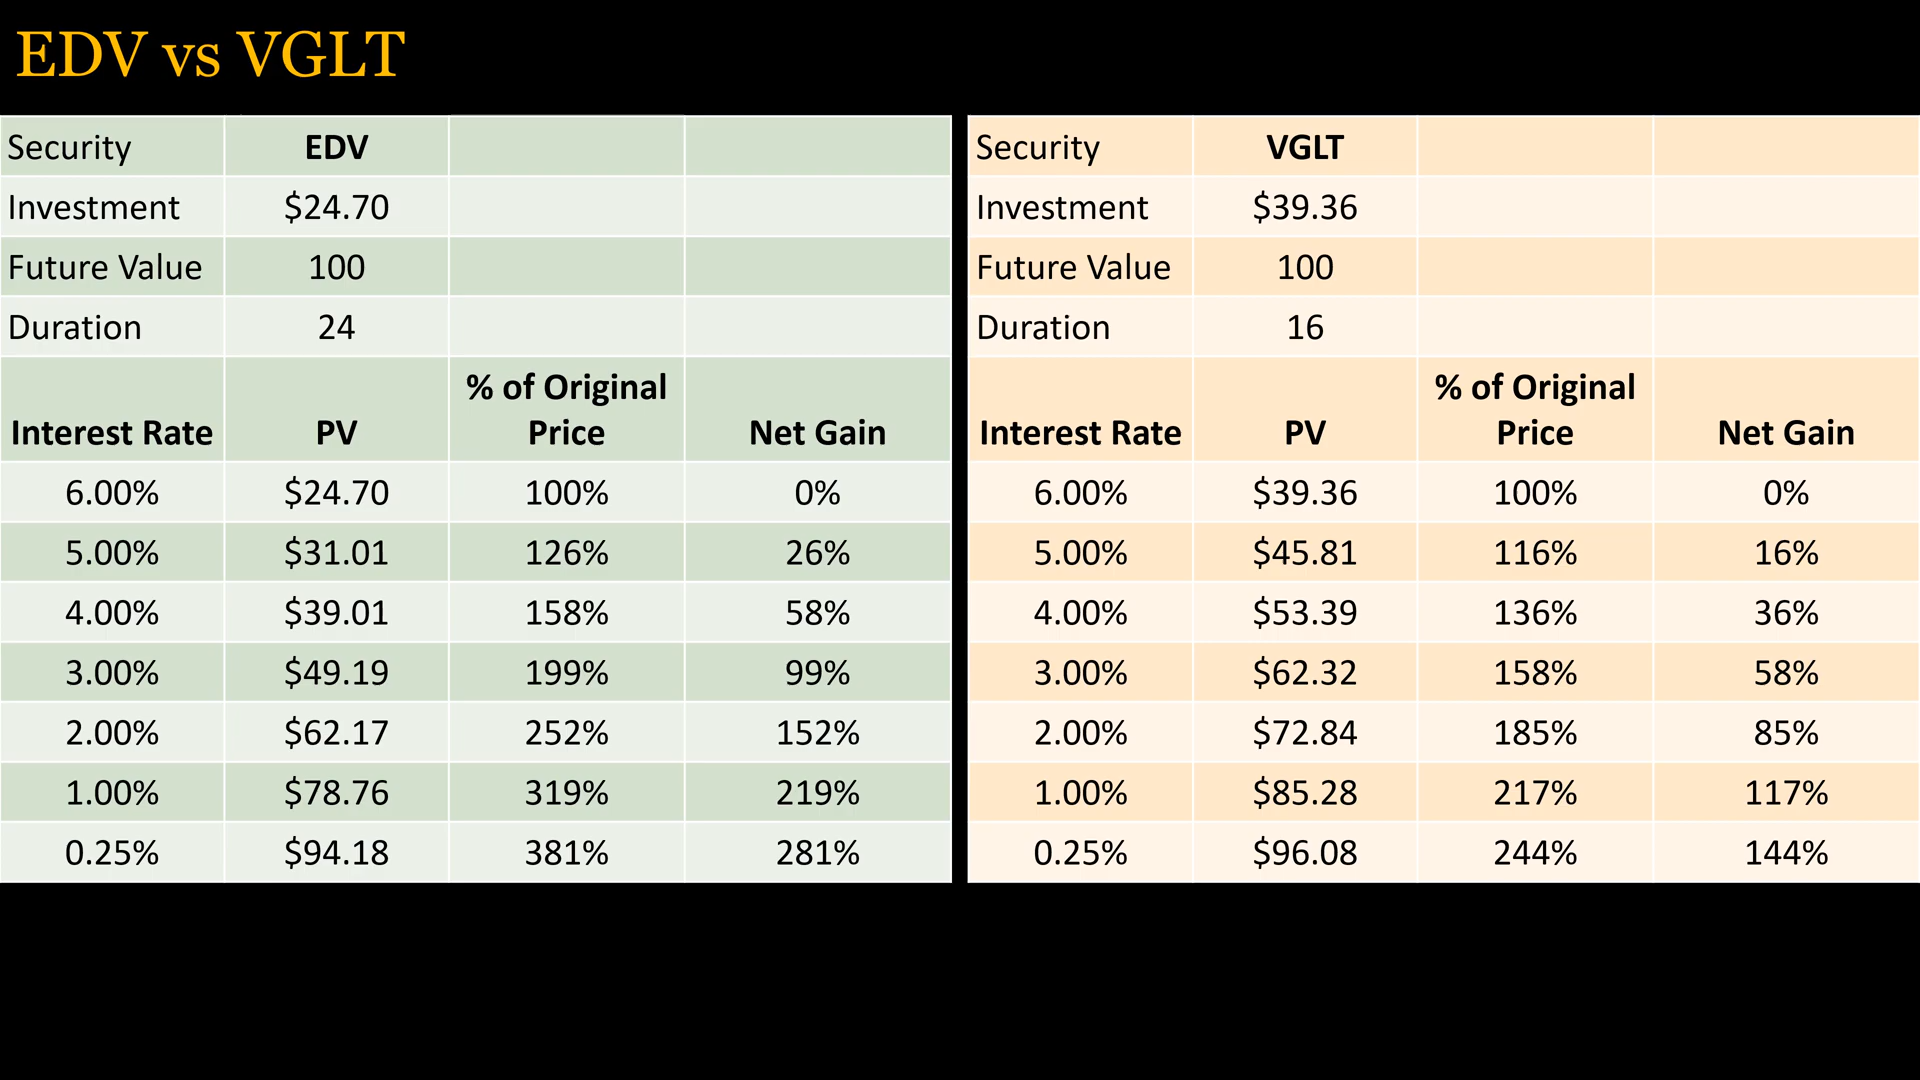 EDV vs VGLT
Security EDV
Investment $24.70
Future Value 100
Duration 24
Interest Rate PV % of Original Price Net Gain
6.00% $24.70 100% 0%
5.00% $31.01 126% 26%
4.00% $39.01 158% 58%
3.00% $49.19 199% 99%
2.00% $62.17 252% 152%
1.00% $78.76 319% 219%
0.25% $94.18 381% 281%
Security VGLT
Investment $39.36
Future Value 100
Duration 16
Interest Rate PV % of Original Price Net Gain
6.00% $39.36 100% 0%
5.00% $45.81 116% 16%
4.00% $53.39 136% 36%
3.00% $62.32 158% 58%
2.00% $72.84 185% 85%
1.00% $85.28 217% 117%
0.25% $96.08 244% 144%